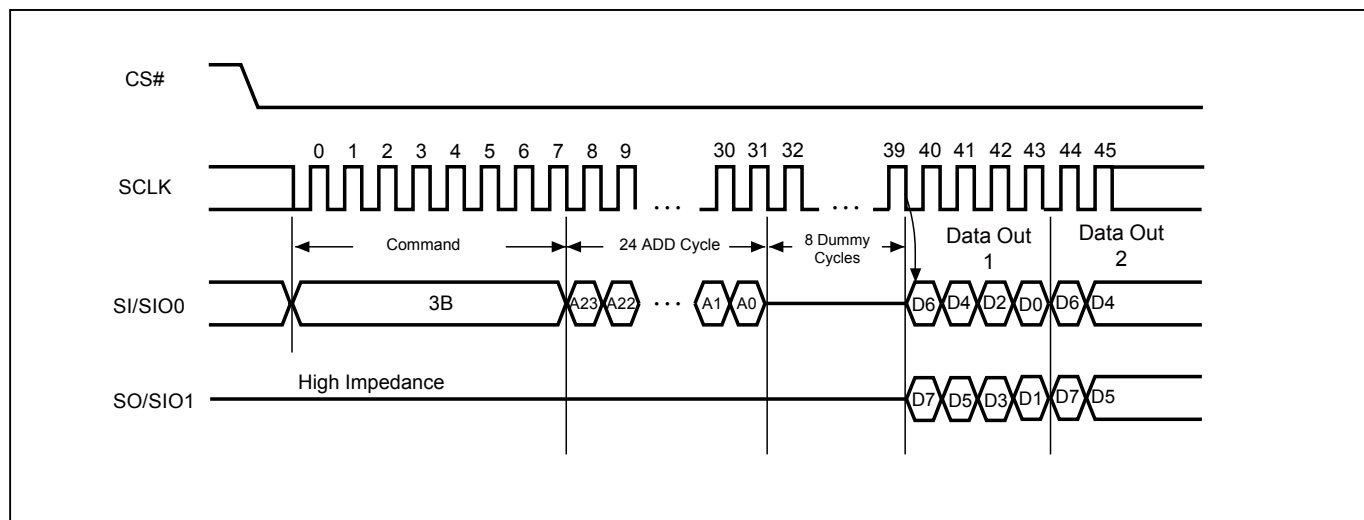 CS#
0 1 2 3 4 5 6 7 8 9 30 31 32 39 40 41 42 43 44 45
SCLK
... ...
Command 24 ADD Cycle 8 Dummy Cycles Data Out 1 Data Out 2
SI/SIO0 3B A23 A22 ... A1 A0 D6 D4 D2 D0 D6 D4
High Impedance
SO/SIO1 D7 D5 D3 D1 D7 D5